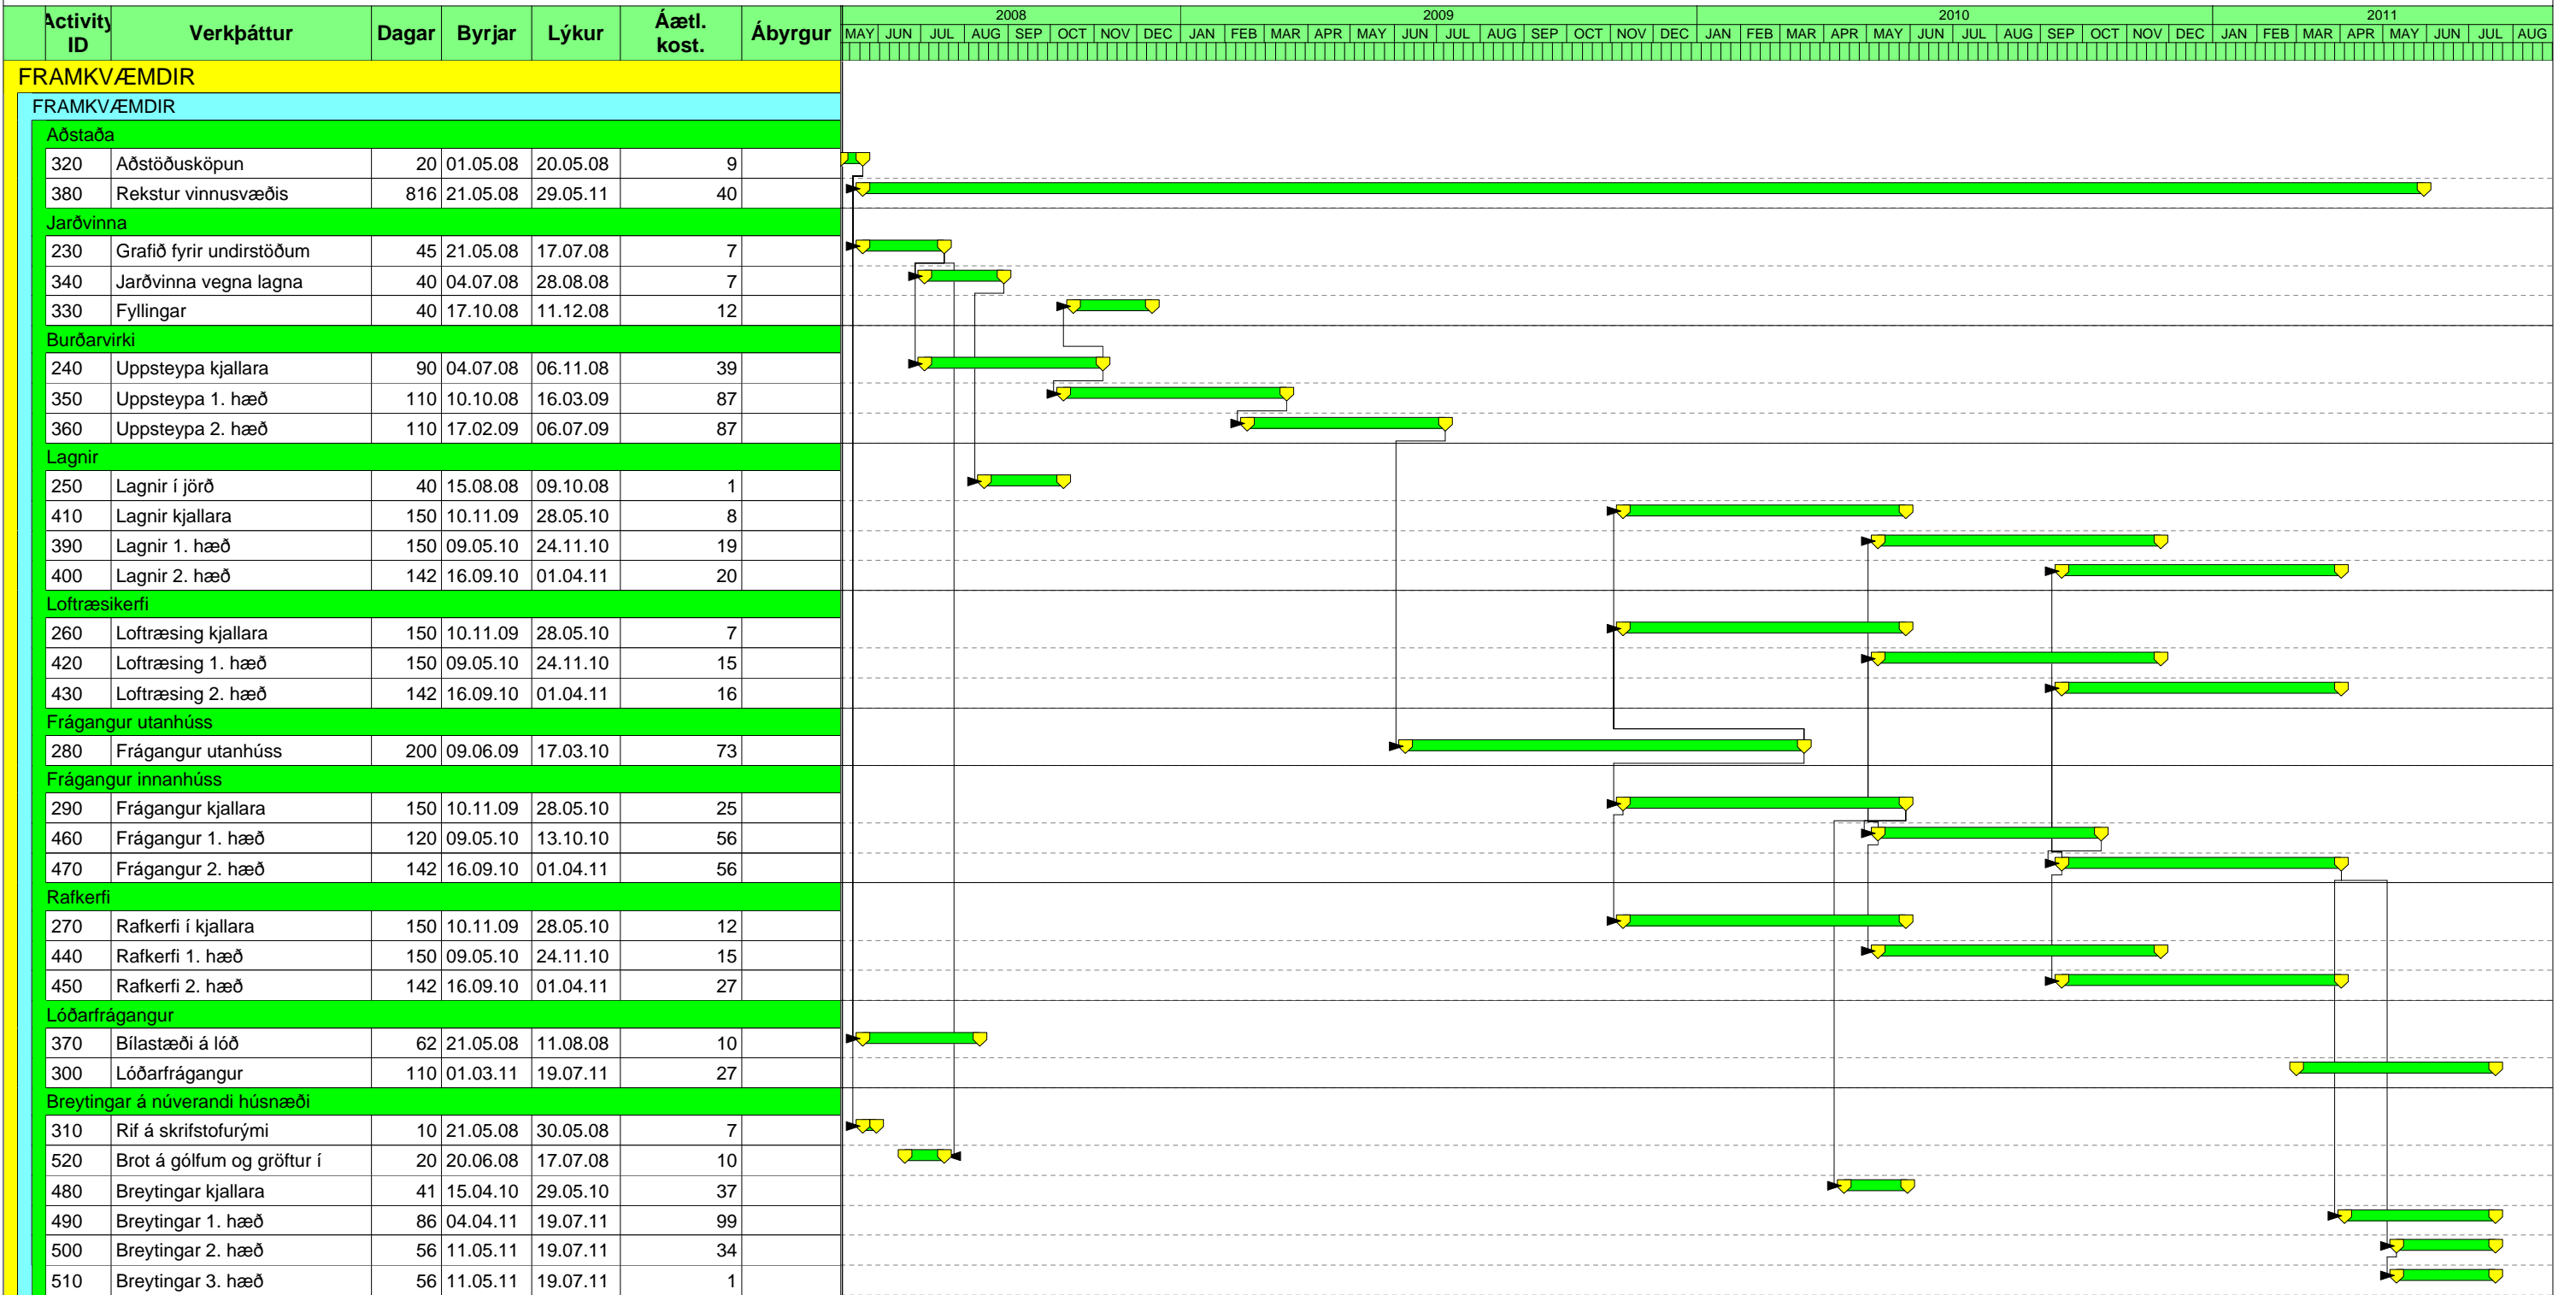 2008 2009 2010 2011
Activity ID Verkþáttur Dagar Byrjar Lýkur Áætl. kost. Ábyrgur
MAY JUN JUL AUG SEP OCT NOV DEC JAN FEB MAR APR MAY JUN JUL AUG SEP OCT NOV DEC JAN FEB MAR APR MAY JUN JUL AUG SEP OCT NOV DEC JAN FEB MAR APR MAY JUN JUL AUG
FRAMKVÆMDIR
FRAMKVÆMDIR
Aðstaða
320 Aðstöðusköpun 20 01.05.08 20.05.08 9
380 Rekstur vinnusvæðis 816 21.05.08 29.05.11 40
Jarðvinna
230 Grafið fyrir undirstöðum 45 21.05.08 17.07.08 7
340 Jarðvinna vegna lagna 40 04.07.08 28.08.08 7
330 Fyllingar 40 17.10.08 11.12.08 12
Burðarvirki
240 Uppsteypa kjallara 90 04.07.08 06.11.08 39
350 Uppsteypa 1. hæð 110 10.10.08 16.03.09 87
360 Uppsteypa 2. hæð 110 17.02.09 06.07.09 87
Lagnir
250 Lagnir í jörð 40 15.08.08 09.10.08 1
410 Lagnir kjallara 150 10.11.09 28.05.10 8
390 Lagnir 1. hæð 150 09.05.10 24.11.10 19
400 Lagnir 2. hæð 142 16.09.10 01.04.11 20
Loftræsikerfi
260 Loftræsing kjallara 150 10.11.09 28.05.10 7
420 Loftræsing 1. hæð 150 09.05.10 24.11.10 15
430 Loftræsing 2. hæð 142 16.09.10 01.04.11 16
Frágangur utanhúss
280 Frágangur utanhúss 200 09.06.09 17.03.10 73
Frágangur innanhúss
290 Frágangur kjallara 150 10.11.09 28.05.10 25
460 Frágangur 1. hæð 120 09.05.10 13.10.10 56
470 Frágangur 2. hæð 142 16.09.10 01.04.11 56
Rafkerfi
270 Rafkerfi í kjallara 150 10.11.09 28.05.10 12
440 Rafkerfi 1. hæð 150 09.05.10 24.11.10 15
450 Rafkerfi 2. hæð 142 16.09.10 01.04.11 27
Lóðarfrágangur
370 Bílastæði á lóð 62 21.05.08 11.08.08 10
300 Lóðarfrágangur 110 01.03.11 19.07.11 27
Breytingar á núverandi húsnæði
310 Rif á skrifstofurými 10 21.05.08 30.05.08 7
520 Brot á gólfum og gröftur í 20 20.06.08 17.07.08 10
480 Breytingar kjallara 41 15.04.10 29.05.10 37
490 Breytingar 1. hæð 86 04.04.11 19.07.11 99
500 Breytingar 2. hæð 56 11.05.11 19.07.11 34
510 Breytingar 3. hæð 56 11.05.11 19.07.11 1